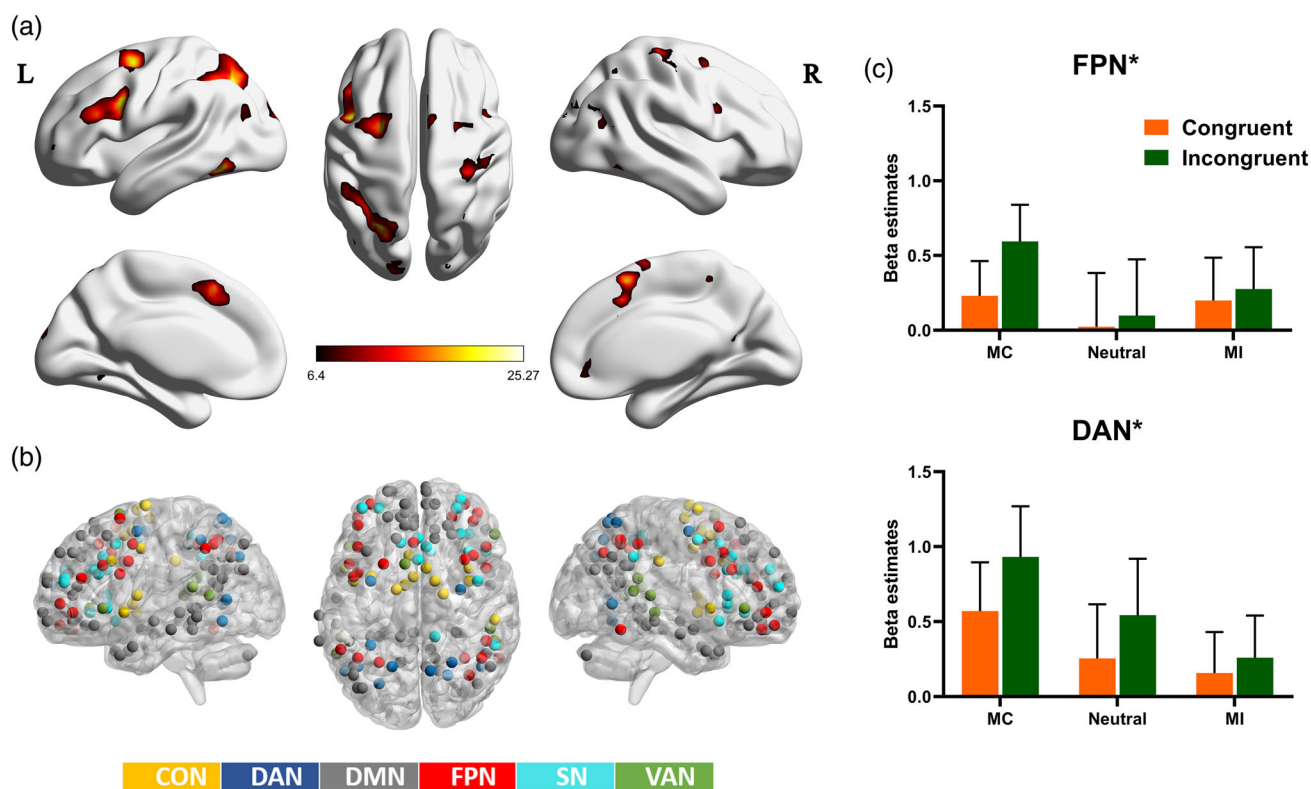 (a)
L
R
6.4
25.27
(b)
CON
DAN
DMN
FPN
SN
VAN
(c)
FPN*
Congruent
Incongruent
Beta estimates
1.5
1.0
0.5
0.0
MC
Neutral
MI
DAN*
Beta estimates
1.5
1.0
0.5
0.0
MC
Neutral
MI